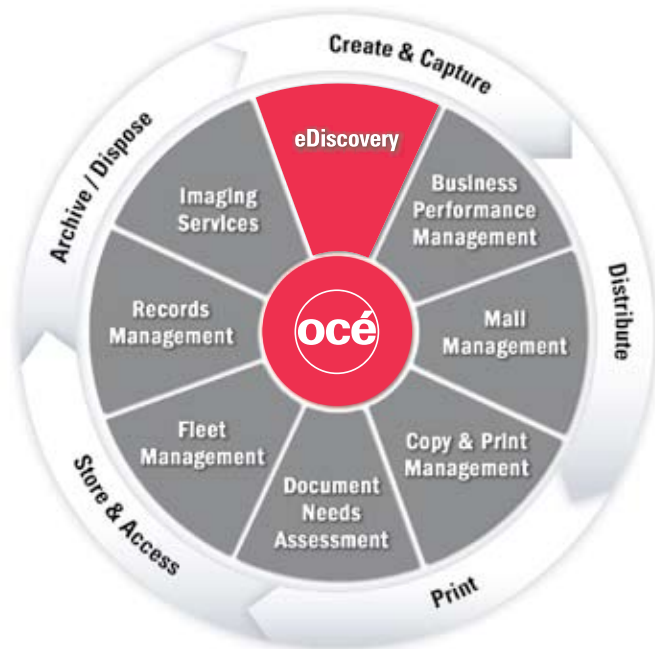 Create & Capture
Distribute
Print
Store & Access
Archive / Dispose
eDiscovery
Business
Performance
Management
Mail
Management
Copy & Print
Management
Document
Needs
Assessment
Fleet
Management
Records
Management
Imaging
Services
océ